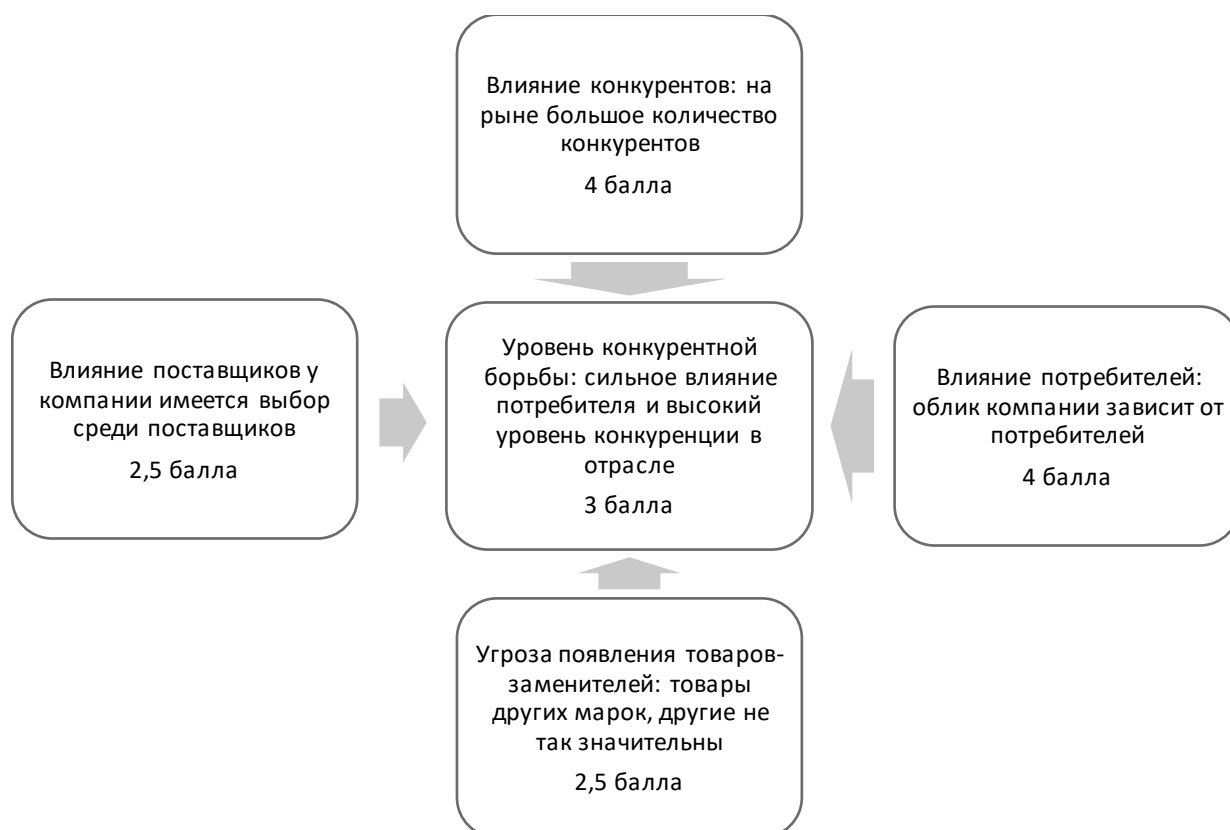 Влияние конкурентов: на
рыне большое количество
конкурентов
4 балла
Влияние поставщиков у
компании имеется выбор
среди поставщиков
2,5 балла
Уровень конкурентной
борьбы: сильное влияние
потребителя и высокий
уровень конкуренции в
отрасле
3 балла
Влияние потребителей:
облик компании зависит от
потребителей
4 балла
Угроза появления товаров-
заменителей: товары
других марок, другие не
так значительны
2,5 балла